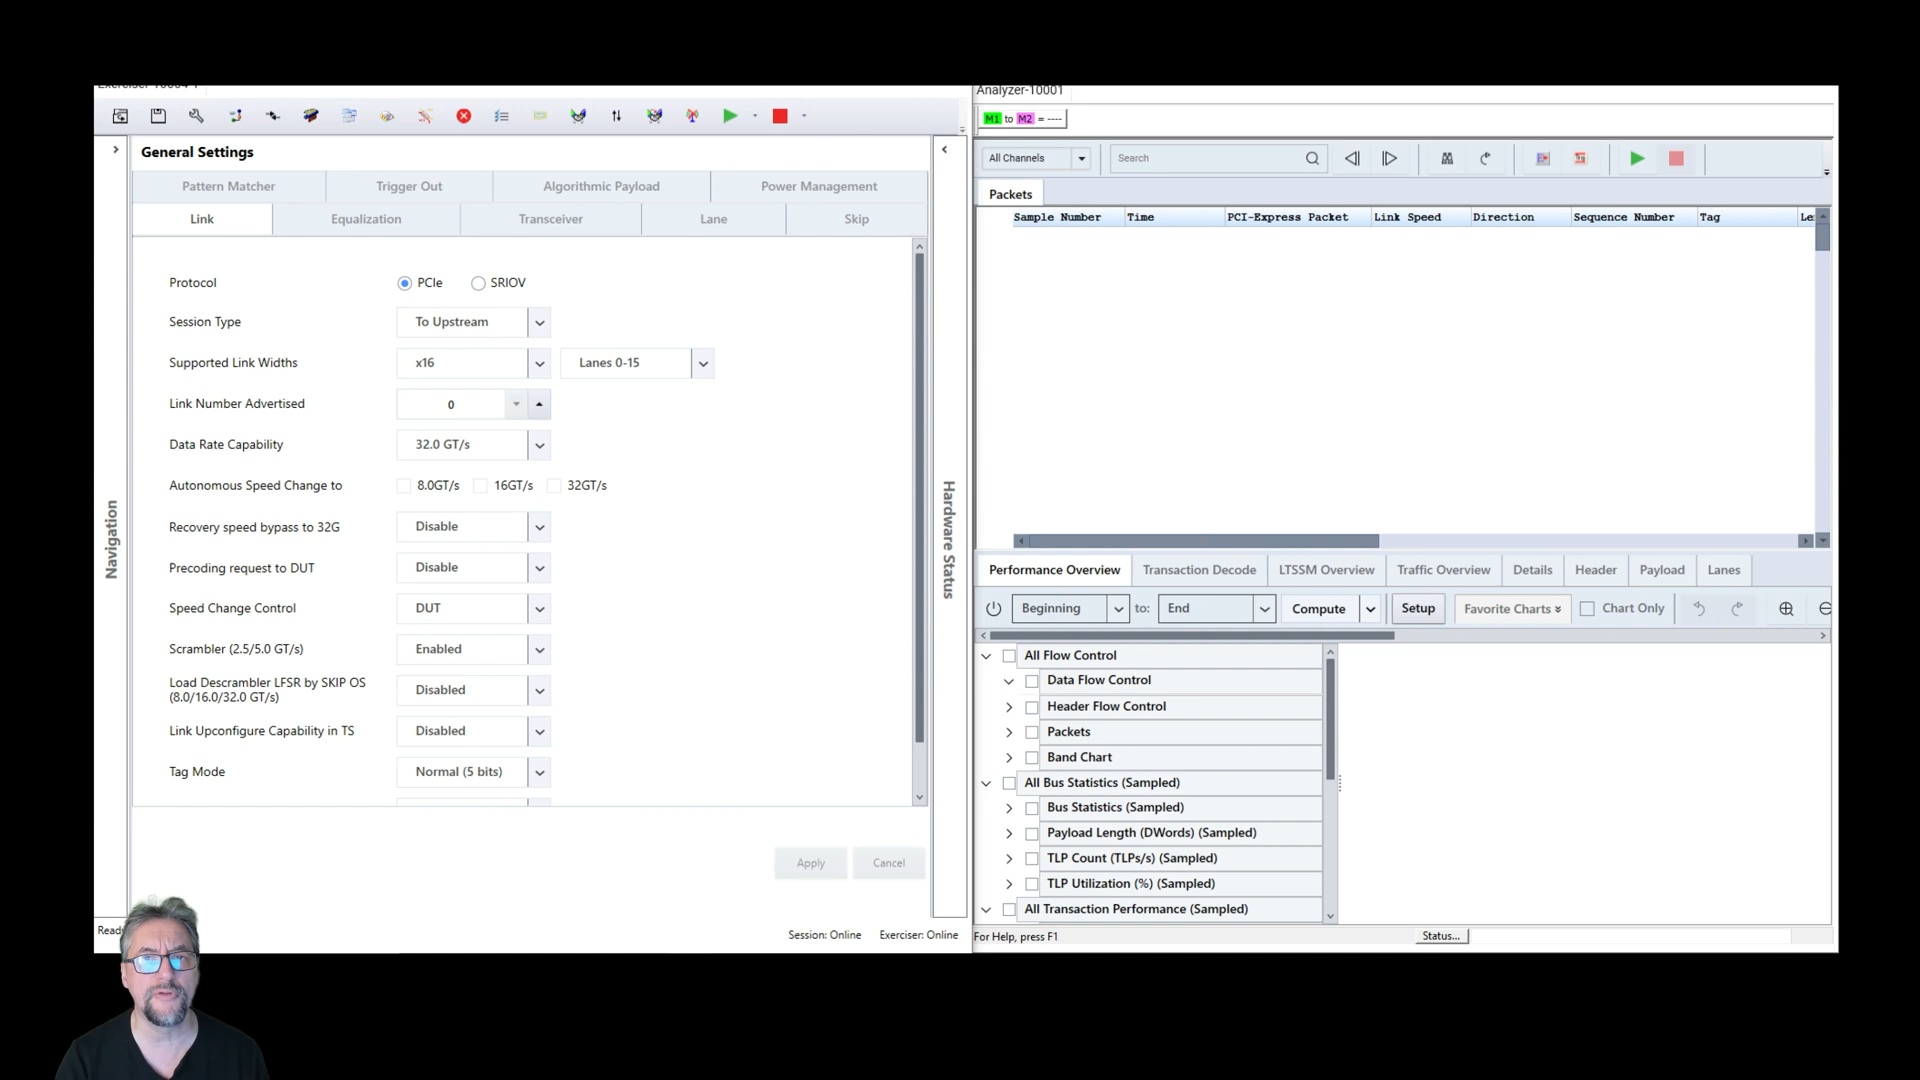 Exerciser-10004-1
General Settings
Pattern Matcher
Trigger Out
Algorithmic Payload
Power Management
Link
Equalization
Transceiver
Lane
Skip
Protocol
PCIe
SRIOV
Session Type
To Upstream
Supported Link Widths
x16
Lanes 0-15
Link Number Advertised
0
Data Rate Capability
32.0 GT/s
Autonomous Speed Change to
8.0GT/s
16GT/s
32GT/s
Recovery speed bypass to 32G
Disable
Precoding request to DUT
Disable
Speed Change Control
DUT
Scrambler (2.5/5.0 GT/s)
Enabled
Load Descrambler LFSR by SKIP OS
(8.0/16.0/32.0 GT/s)
Disabled
Link Upconfigure Capability in TS
Disabled
Tag Mode
Normal (5 bits)
Apply
Cancel
Navigation
Hardware Status
Ready
Session: Online
Exerciser: Online
Analyzer-10001
M1 to M2 = ----
All Channels
Search
Packets
Sample Number
Time
PCI-Express Packet
Link Speed
Direction
Sequence Number
Tag
Le
Performance Overview
Transaction Decode
LTSSM Overview
Traffic Overview
Details
Header
Payload
Lanes
Beginning
to:
End
Compute
Setup
Favorite Charts
Chart Only
All Flow Control
Data Flow Control
Header Flow Control
Packets
Band Chart
All Bus Statistics (Sampled)
Bus Statistics (Sampled)
Payload Length (DWords) (Sampled)
TLP Count (TLPs/s) (Sampled)
TLP Utilization (%) (Sampled)
All Transaction Performance (Sampled)
For Help, press F1
Status...